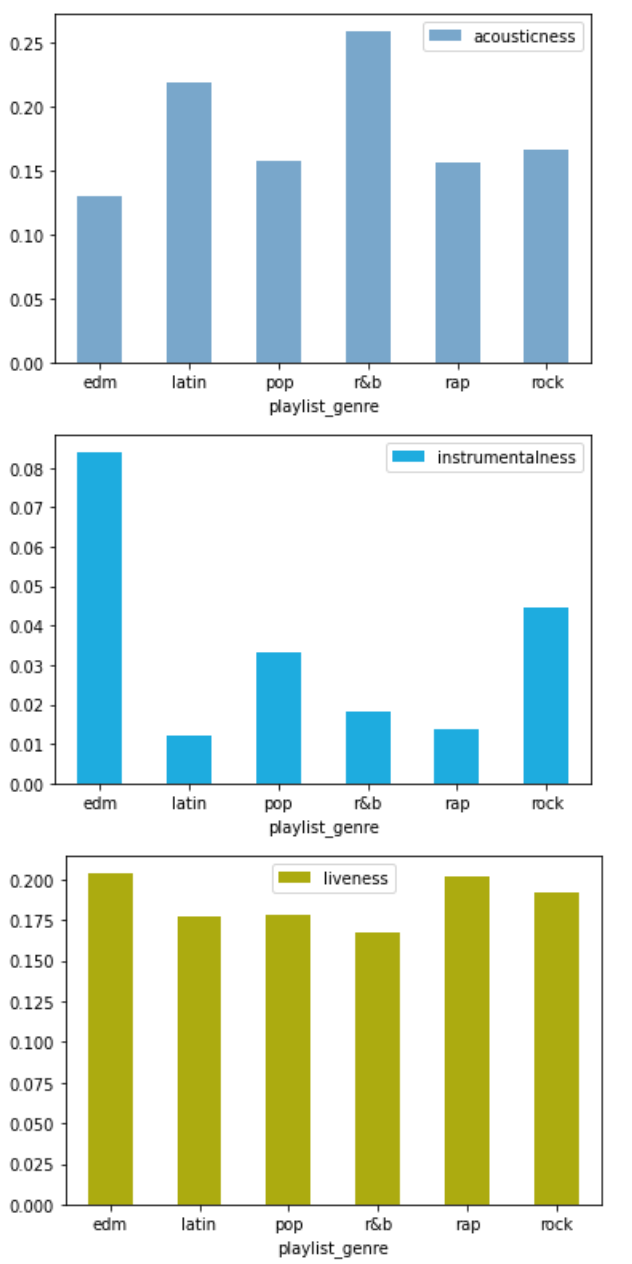 acousticness
0.25
0.20
0.15
0.10
0.05
0.00
edm latin pop r&b rap rock
playlist_genre
instrumentalness
0.08
0.07
0.06
0.05
0.04
0.03
0.02
0.01
0.00
edm latin pop r&b rap rock
playlist_genre
liveness
0.200
0.175
0.150
0.125
0.100
0.075
0.050
0.025
0.000
edm latin pop r&b rap rock
playlist_genre